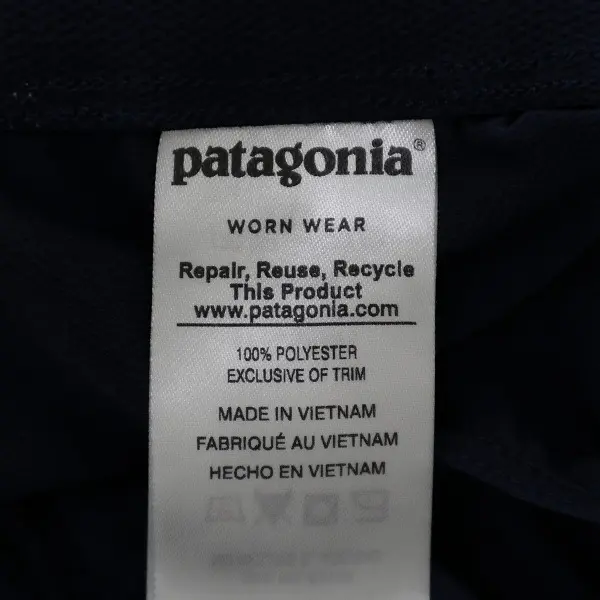 patagonia®
WORN WEAR
Repair, Reuse, Recycle
This Product
www.patagonia.com
100% POLYESTER
EXCLUSIVE OF TRIM
MADE IN VIETNAM
FABRIQUÉ AU VIETNAM
HECHO EN VIETNAM